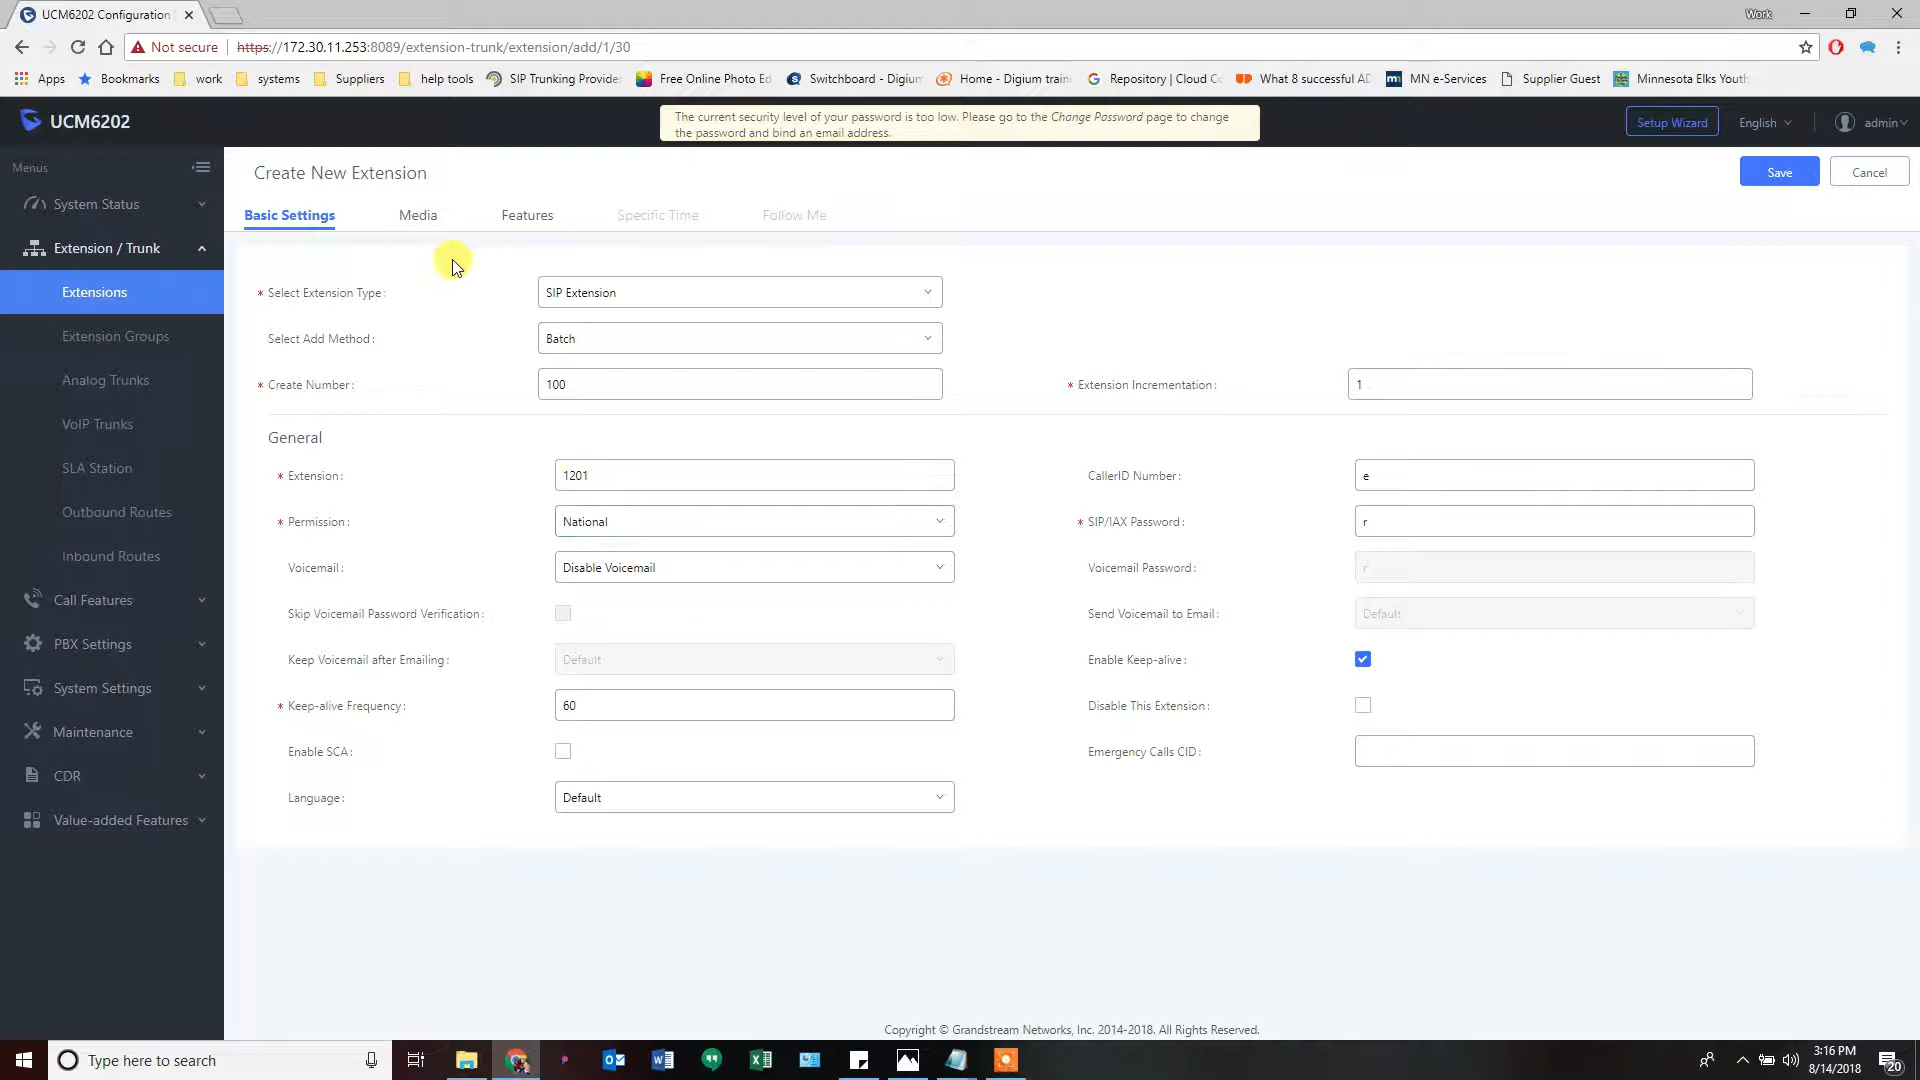 UCM6202 Configuration
Work
Not secure
https://172.30.11.253:8089/extension-trunk/extension/add/1/30
Apps
Bookmarks
work
systems
Suppliers
help tools
SIP Trunking Provide
Free Online Photo Ed
Switchboard - Digium
Home - Digium train
Repository | Cloud Co
What 8 successful AD
MN e-Services
Supplier Guest
Minnesota Elks Youth
UCM6202
The current security level of your password is too low. Please go to the Change Password page to change
the password and bind an email address.
Setup Wizard
English
admin
Menus
Create New Extension
Save
Cancel
System Status
Basic Settings
Media
Features
Specific Time
Follow Me
Extension / Trunk
Extensions
* Select Extension Type:
SIP Extension
Extension Groups
Select Add Method:
Batch
Analog Trunks
* Create Number:
100
* Extension Incrementation:
1
VoIP Trunks
General
SLA Station
* Extension:
1201
CallerID Number:
e
Outbound Routes
* Permission:
National
* SIP/IAX Password:
r
Inbound Routes
Voicemail:
Disable Voicemail
Voicemail Password:
r
Call Features
Skip Voicemail Password Verification:
Send Voicemail to Email:
Default
PBX Settings
Keep Voicemail after Emailing:
Default
Enable Keep-alive:
System Settings
* Keep-alive Frequency:
60
Disable This Extension:
Maintenance
Enable SCA:
Emergency Calls CID:
CDR
Language:
Default
Value-added Features
Copyright © Grandstream Networks, Inc. 2014-2018. All Rights Reserved.
Type here to search
3:16 PM
8/14/2018
20